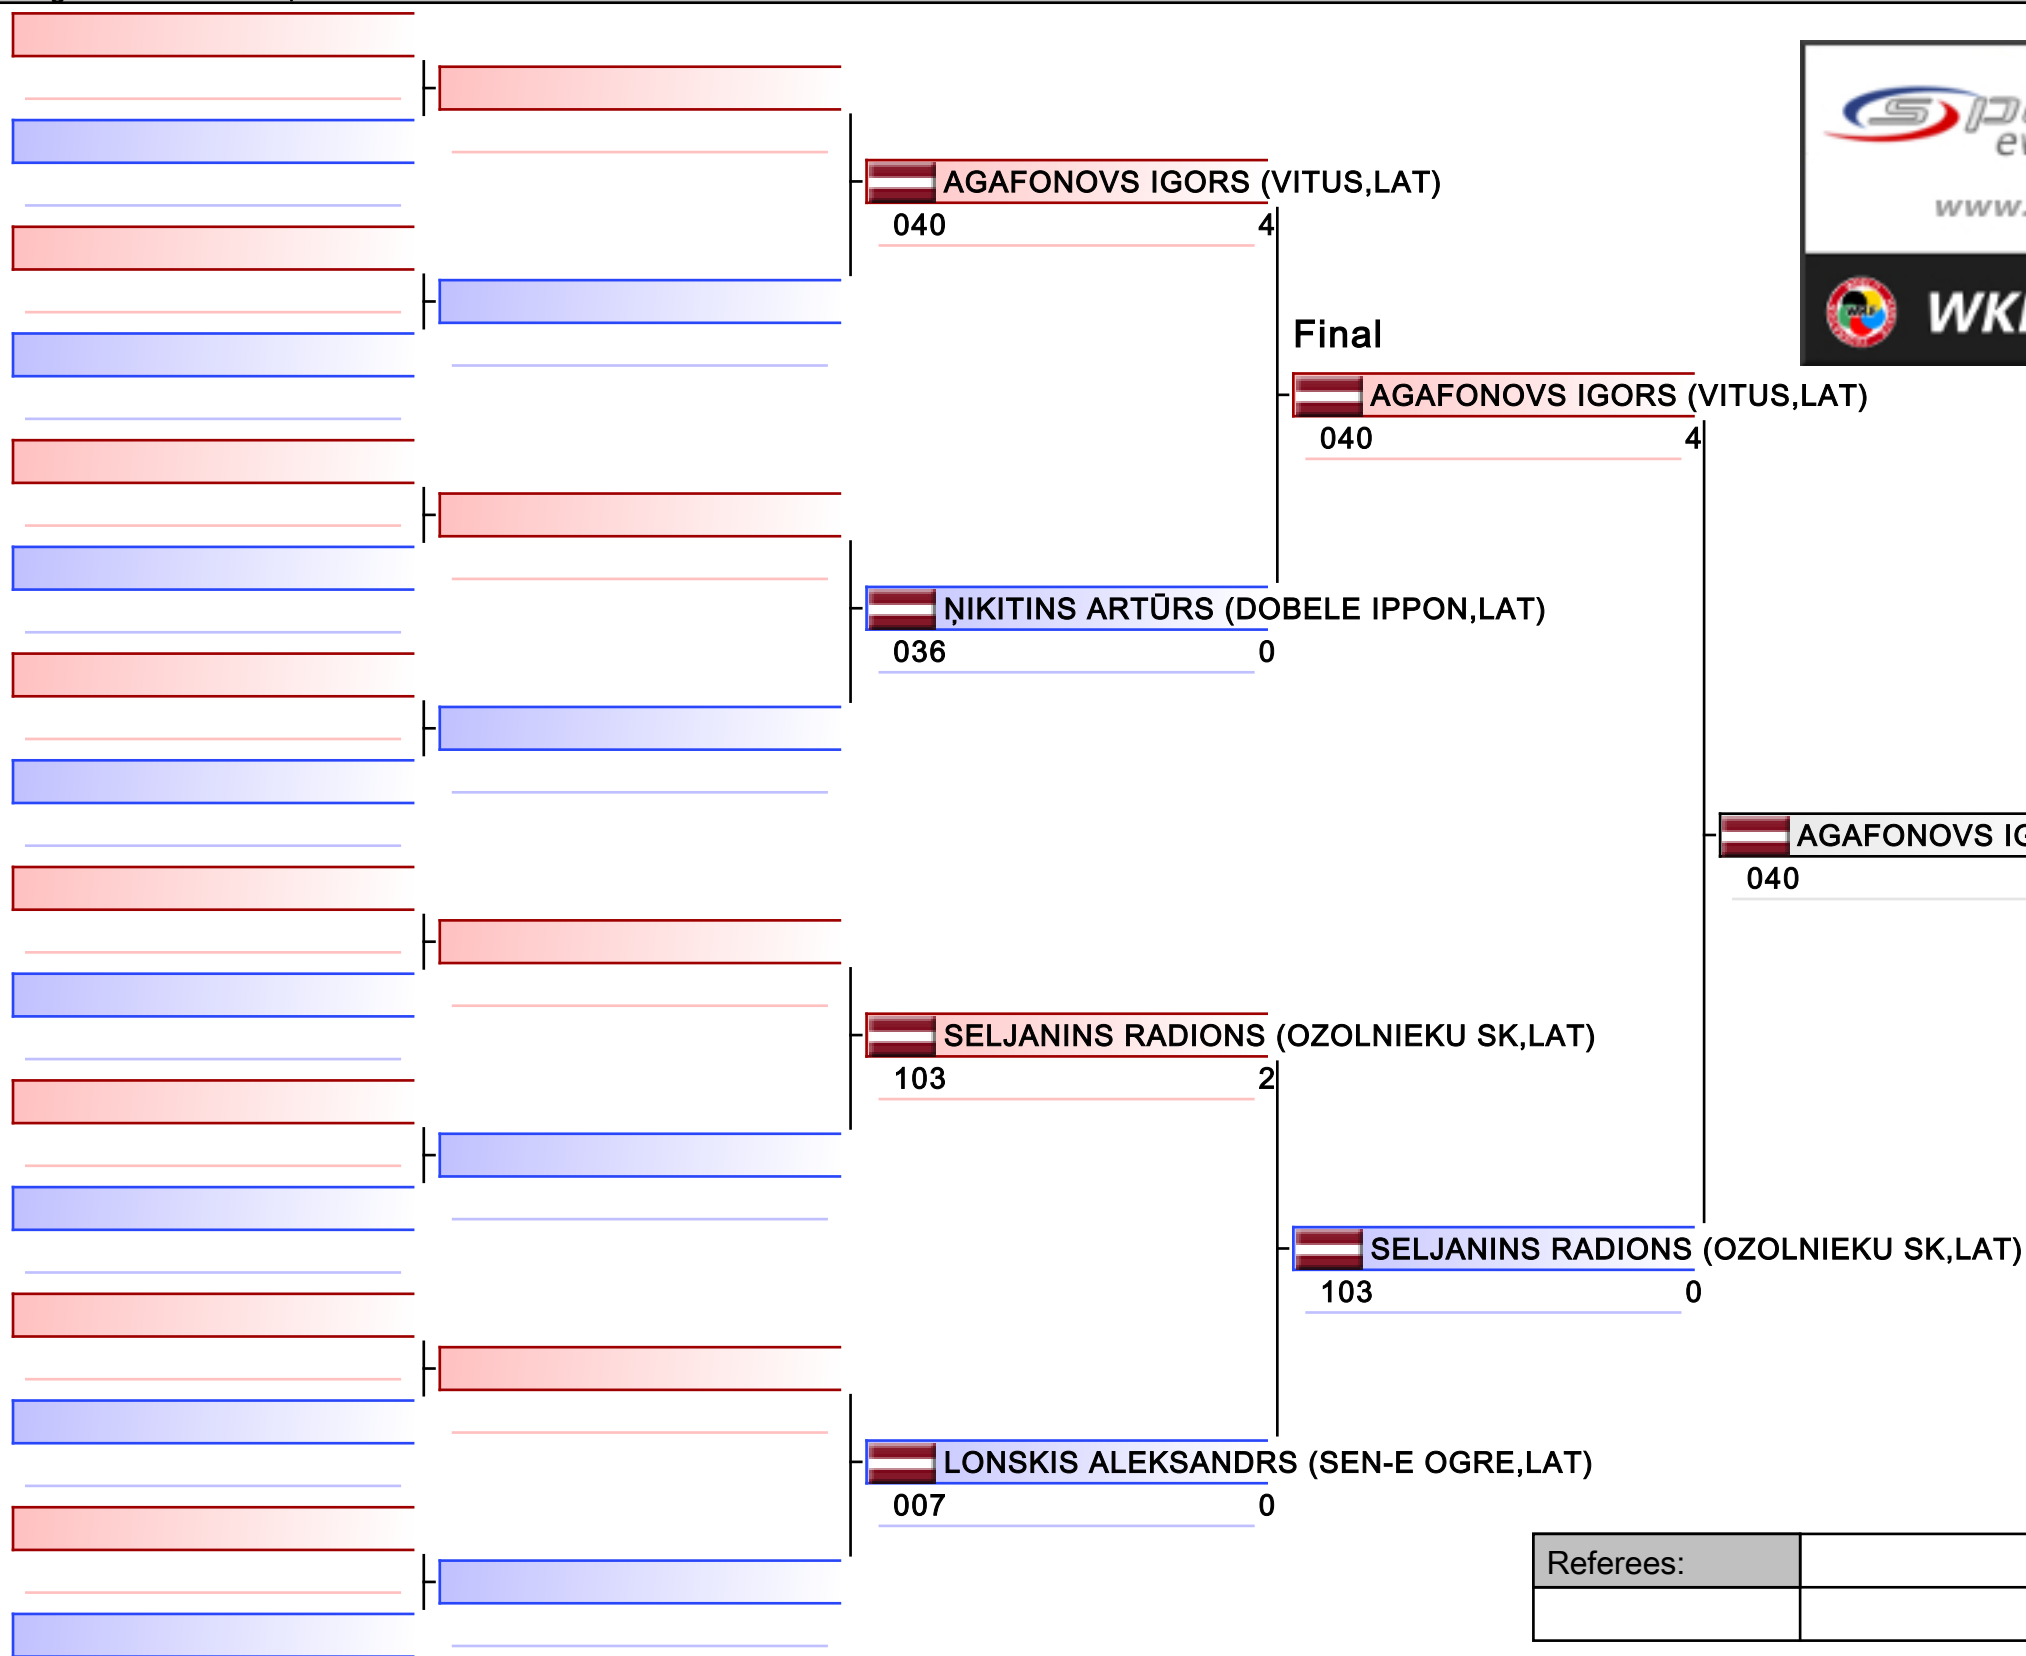 AGAFONOVS IGORS (VITUS,LAT)
040 4
Final
AGAFONOVS IGORS (VITUS,LAT)
040 4
ŅIKITINS ARTŪRS (DOBELE IPPON,LAT)
036 0
AGAFONOVS
040
SELJANINS RADIONS (OZOLNIEKU SK,LAT)
103 2
SELJANINS RADIONS (OZOLNIEKU SK,LAT)
103 0
LONSKIS ALEKSANDRS (SEN-E OGRE,LAT)
007 0
Referees:
www.